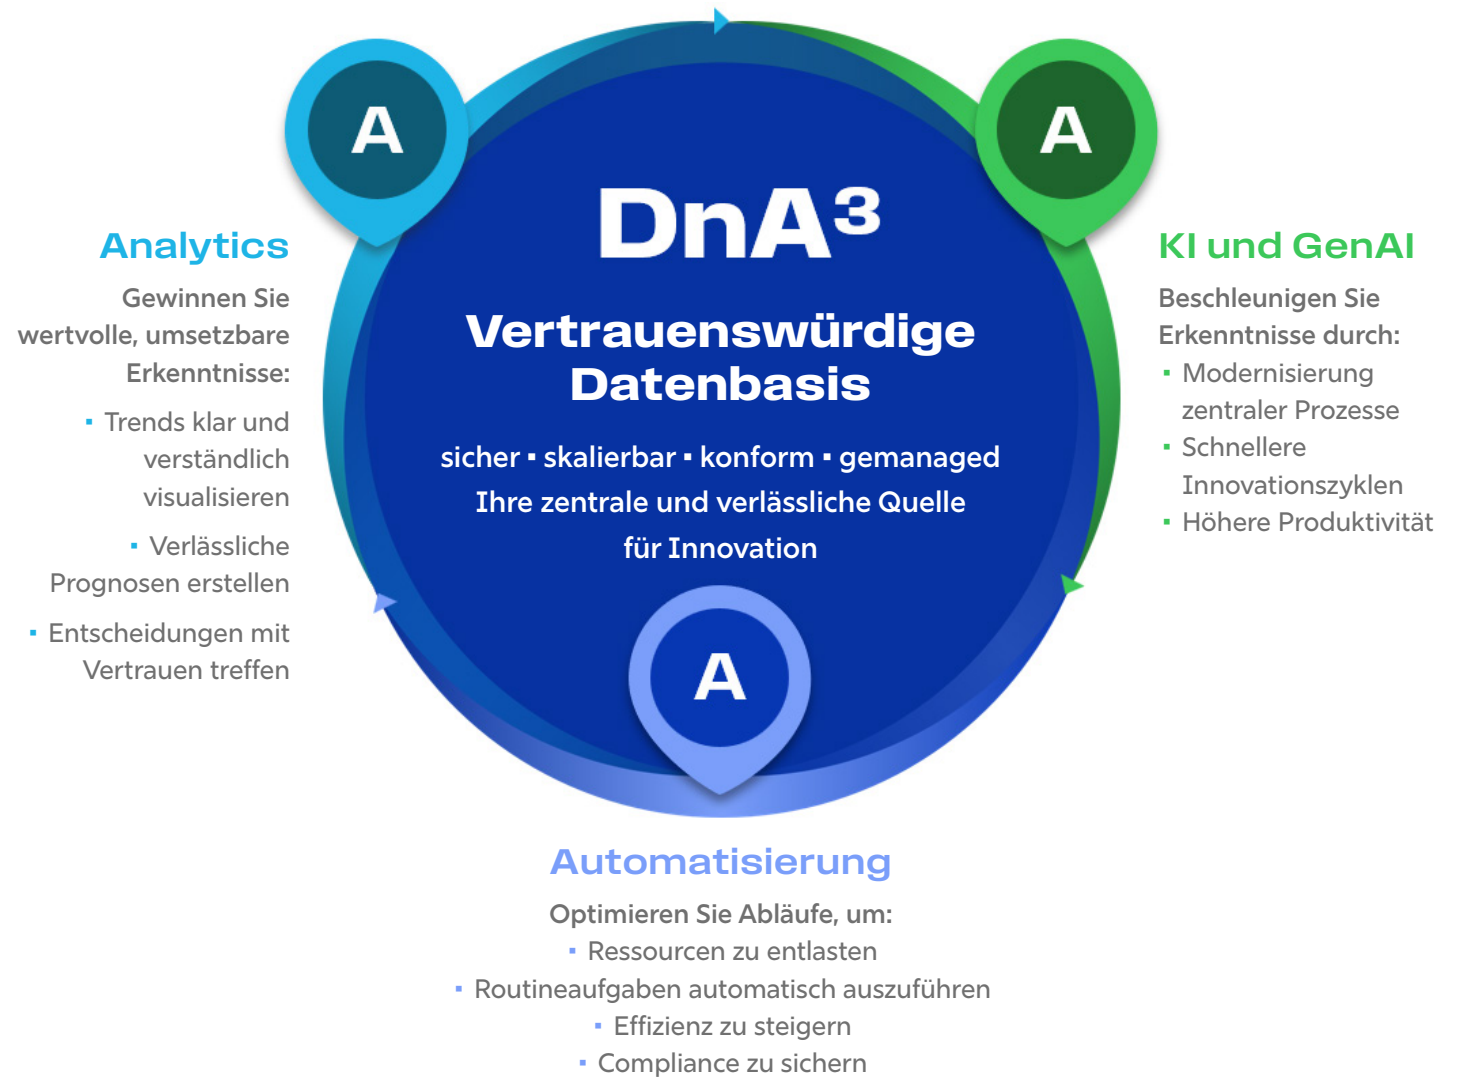 A
A
DnA³
Vertrauenswürdige
Datenbasis
sicher ▪ skalierbar ▪ konform ▪ gemanaged
Ihre zentrale und verlässliche Quelle
für Innovation
A
Analytics
Gewinnen Sie
wertvolle, umsetzbare
Erkenntnisse:
▪ Trends klar und
verständlich
visualisieren
▪ Verlässliche
Prognosen erstellen
▪ Entscheidungen mit
Vertrauen treffen
KI und GenAI
Beschleunigen Sie
Erkenntnisse durch:
▪ Modernisierung
zentraler Prozesse
▪ Schnellere
Innovationszyklen
▪ Höhere Produktivität
Automatisierung
Optimieren Sie Abläufe, um:
▪ Ressourcen zu entlasten
▪ Routineaufgaben automatisch auszuführen
▪ Effizienz zu steigern
▪ Compliance zu sichern